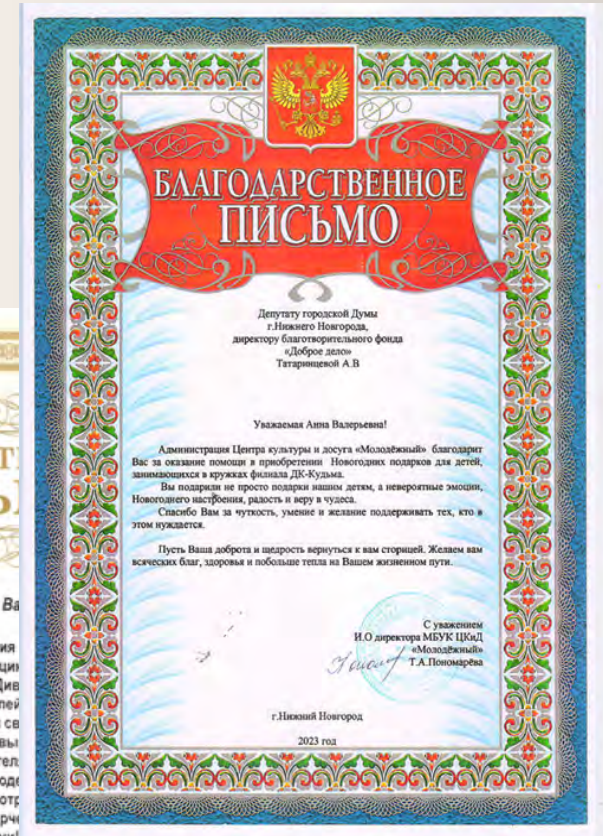 БЛАГОДАРСТВЕННОЕ
ПИСЬМО
Депутату городской Думы
г.Нижнего Новгорода,
директору благотворительного фонда
«Доброе дело»
Татаринцевой А.В
Уважаемая Анна Валерьевна!
Администрация Центра культуры и досуга «Молодёжный» благодарит
Вас за оказание помощи в приобретении Новогодних подарков для детей,
занимающихся в кружках филиала ДК-Кудьма.
Вы подарили не просто подарки нашим детям, а невероятные эмоции,
Новогоднего настроения, радость и веру в чудеса.
Спасибо Вам за чуткость, умение и желание поддерживать тех, кто в
этом нуждается.
Пусть Ваша доброта и щедрость вернуться к вам сторицей. Желаем вам
всяческих благ, здоровья и побольше тепла на Вашем жизненном пути.
С уважением
И.О директора МБУК ЦКиД
«Молодёжный»
Т.А.Пономарёва
г.Нижний Новгород
2023 год